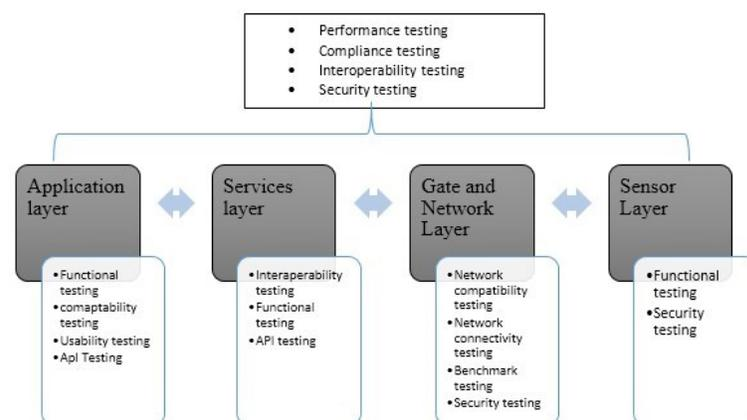 • Performance testing
• Compliance testing
• Interoperability testing
• Security testing
Application
layer
•Functional
testing
•comaptability
testing
•Usability testing
•ApI Testing
Services
layer
•Interaperability
testing
•Functional
testing
•API testing
Gate and
Network
Layer
•Network
compatibility
testing
•Network
connectivity
testing
•Benchmark
testing
•Security testing
Sensor
Layer
•Functional
testing
•Security
testing